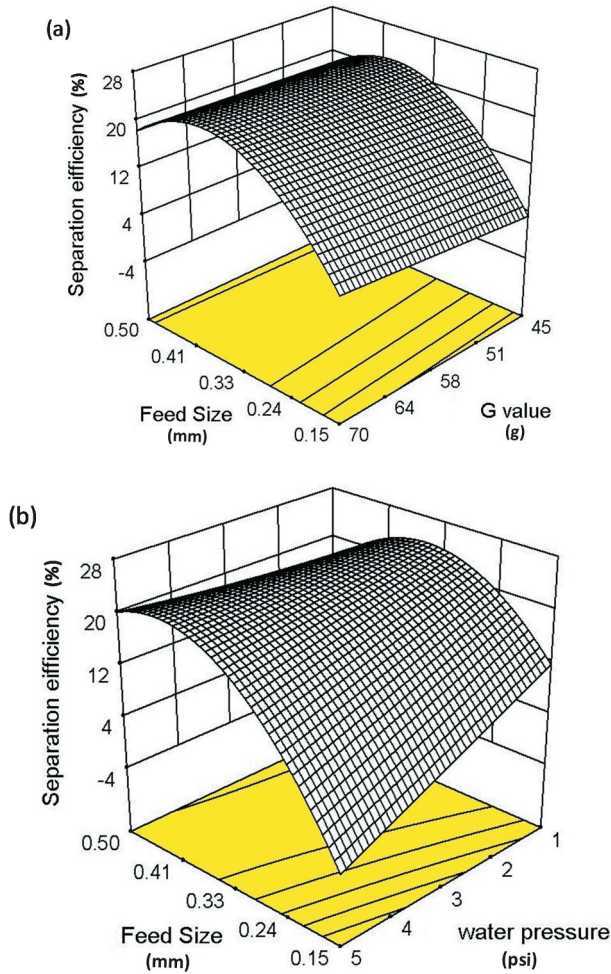 (a)
Separation eifficiency (%)
28
20
12
4
-4
0.50
0.41
0.33
0.24
0.15
Feed Size
(mm)
70
64
58
51
45
G value
(g)
(b)
Separation eifficiency (%)
28
20
12
4
-4
0.50
0.41
0.33
0.24
0.15
Feed Size
(mm)
5
4
3
2
1
water pressure
(psi)